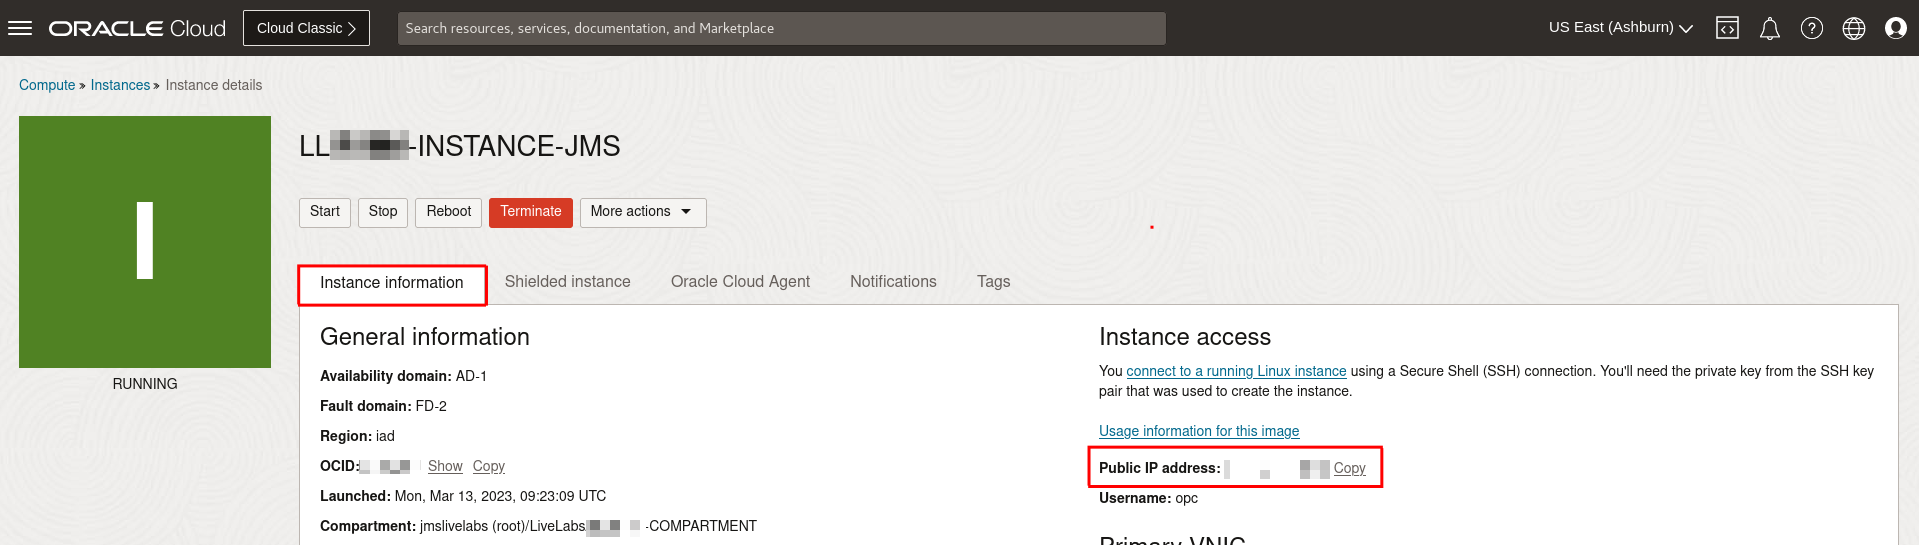 ORACLE Cloud
Cloud Classic
Search resources, services, documentation, and Marketplace
US East (Ashburn)
Compute » Instances » Instance details
LL -INSTANCE-JMS
Start Stop Reboot Terminate More actions
Instance information Shielded instance Oracle Cloud Agent Notifications Tags
I
RUNNING
General information
Availability domain: AD-1
Fault domain: FD-2
Region: iad
OCID: Show Copy
Launched: Mon, Mar 13, 2023, 09:23:09 UTC
Compartment: jmslivelabs (root)/LiveLabs/ -COMPARTMENT
Instance access
You connect to a running Linux instance using a Secure Shell (SSH) connection. You'll need the private key from the SSH key
pair that was used to create the instance.
Usage information for this image
Public IP address: Copy
Username: opc
Primary VNIC